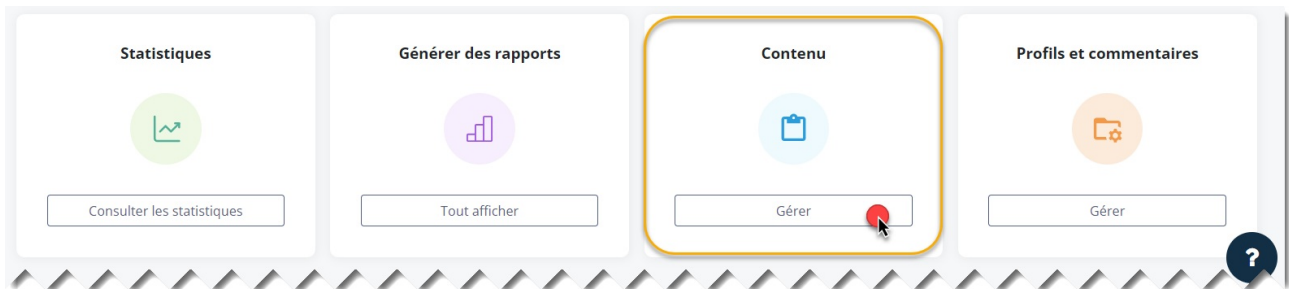 Statistiques
Générer des rapports
Contenu
Profils et commentaires
Consulter les statistiques
Tout afficher
Gérer
Gérer
?